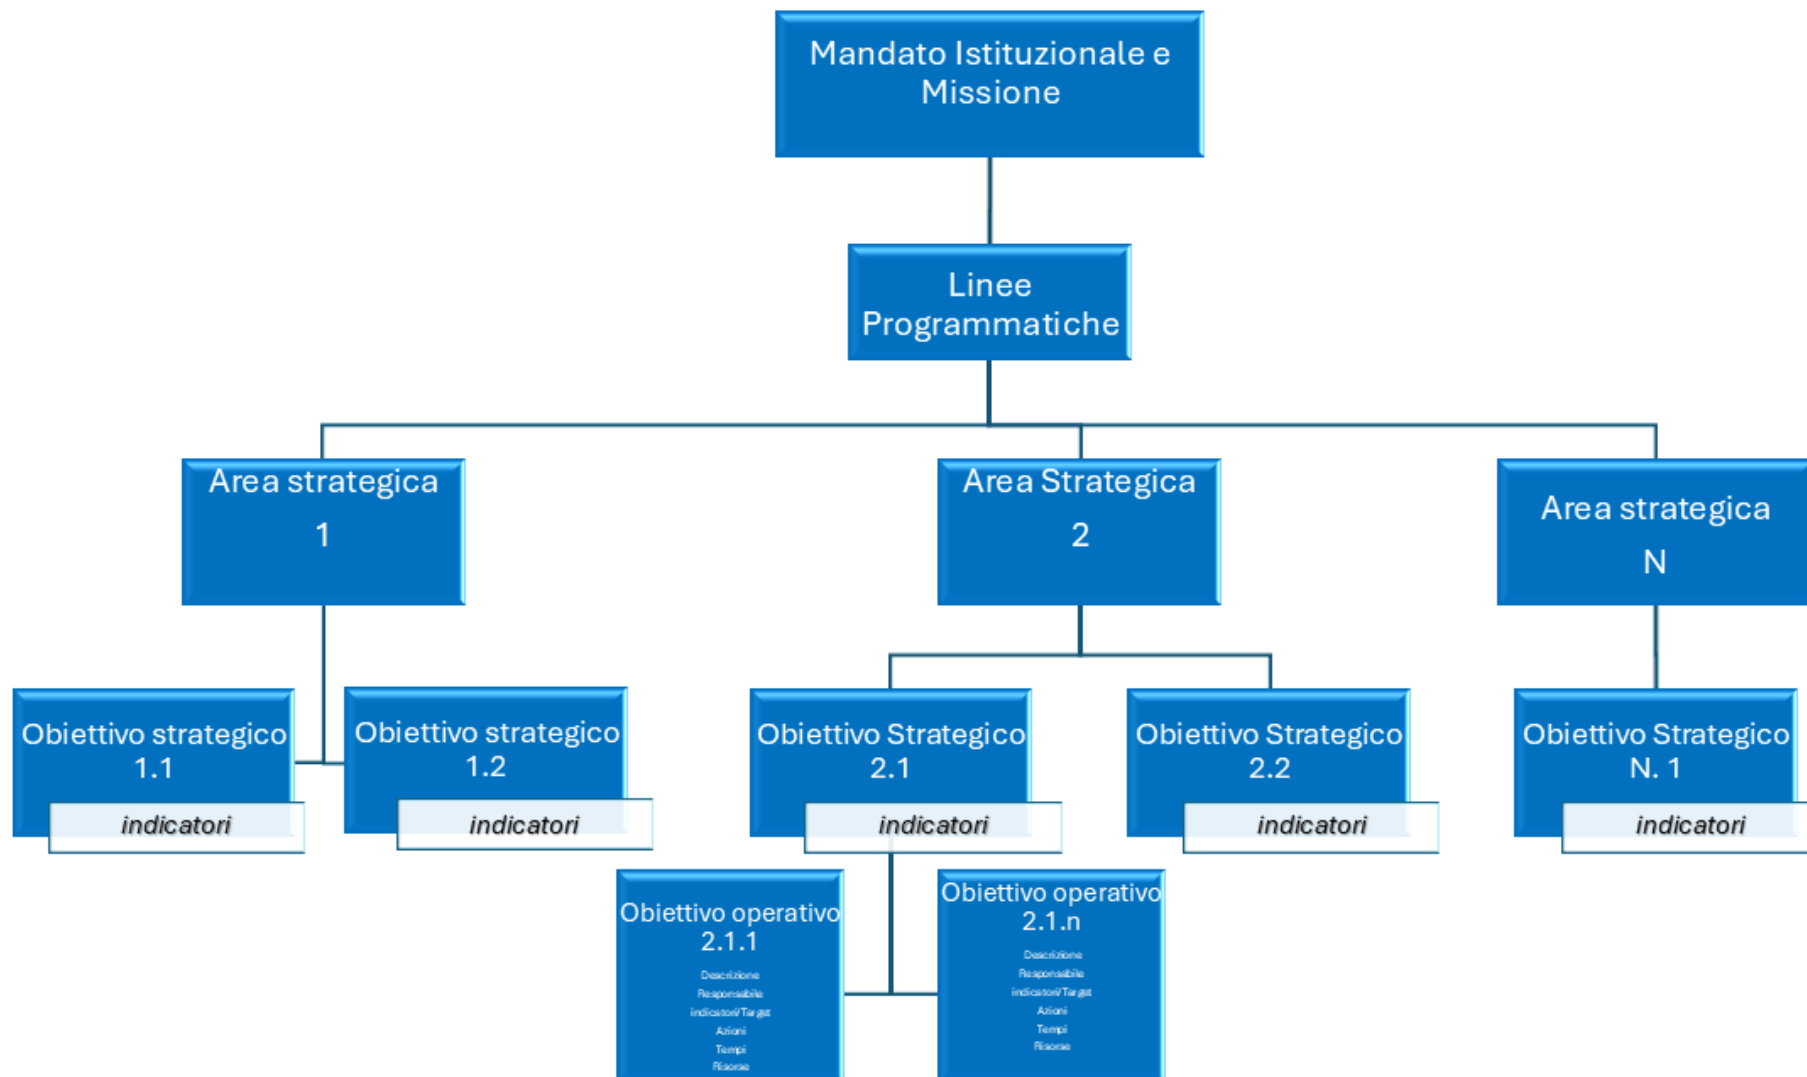 Mandato Istituzionale e
Missione
Linee
Programmatiche
Area strategica
1
Area Strategica
2
Area strategica
N
Obiettivo strategico
1.1
indicatori
Obiettivo strategico
1.2
indicatori
Obiettivo Strategico
2.1
indicatori
Obiettivo Strategico
2.2
indicatori
Obiettivo Strategico
N. 1
indicatori
Obiettivo operativo
2.1.1
Descrizione
Responsabile
indicatori/Target
Azioni
Tempi
Risorse
Obiettivo operativo
2.1.n
Descrizione
Responsabile
indicatori/Target
Azioni
Tempi
Risorse